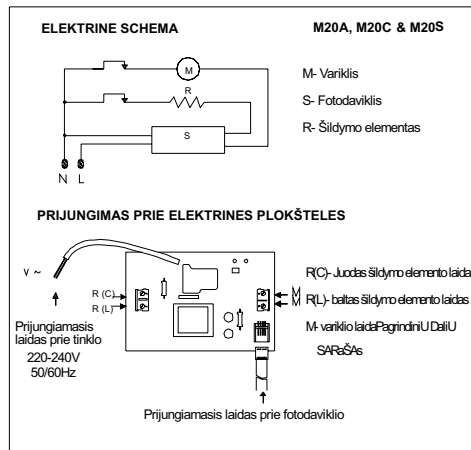 ELEKTRINE SCHEMA
M20A, M20C & M20S
M
R
S
N L
M- Variklis
S- Fotodaviklis
R- Šildymo elementas
PRIJUNGIMAS PRIE ELEKTRINES PLOKŠTELES
V ~
R (C)
R (L)
M
M
Prijungiamasis
laidas prie tinklo
220-240V
50/60Hz
R(C)- Juodas šildymo elemento laida
R(L)- baltas šildymo elemento laidas
M- variklio laidaPagrindiniU DaliU
SARaŠAs
Prijungiamasis laidas prie fotodaviklio